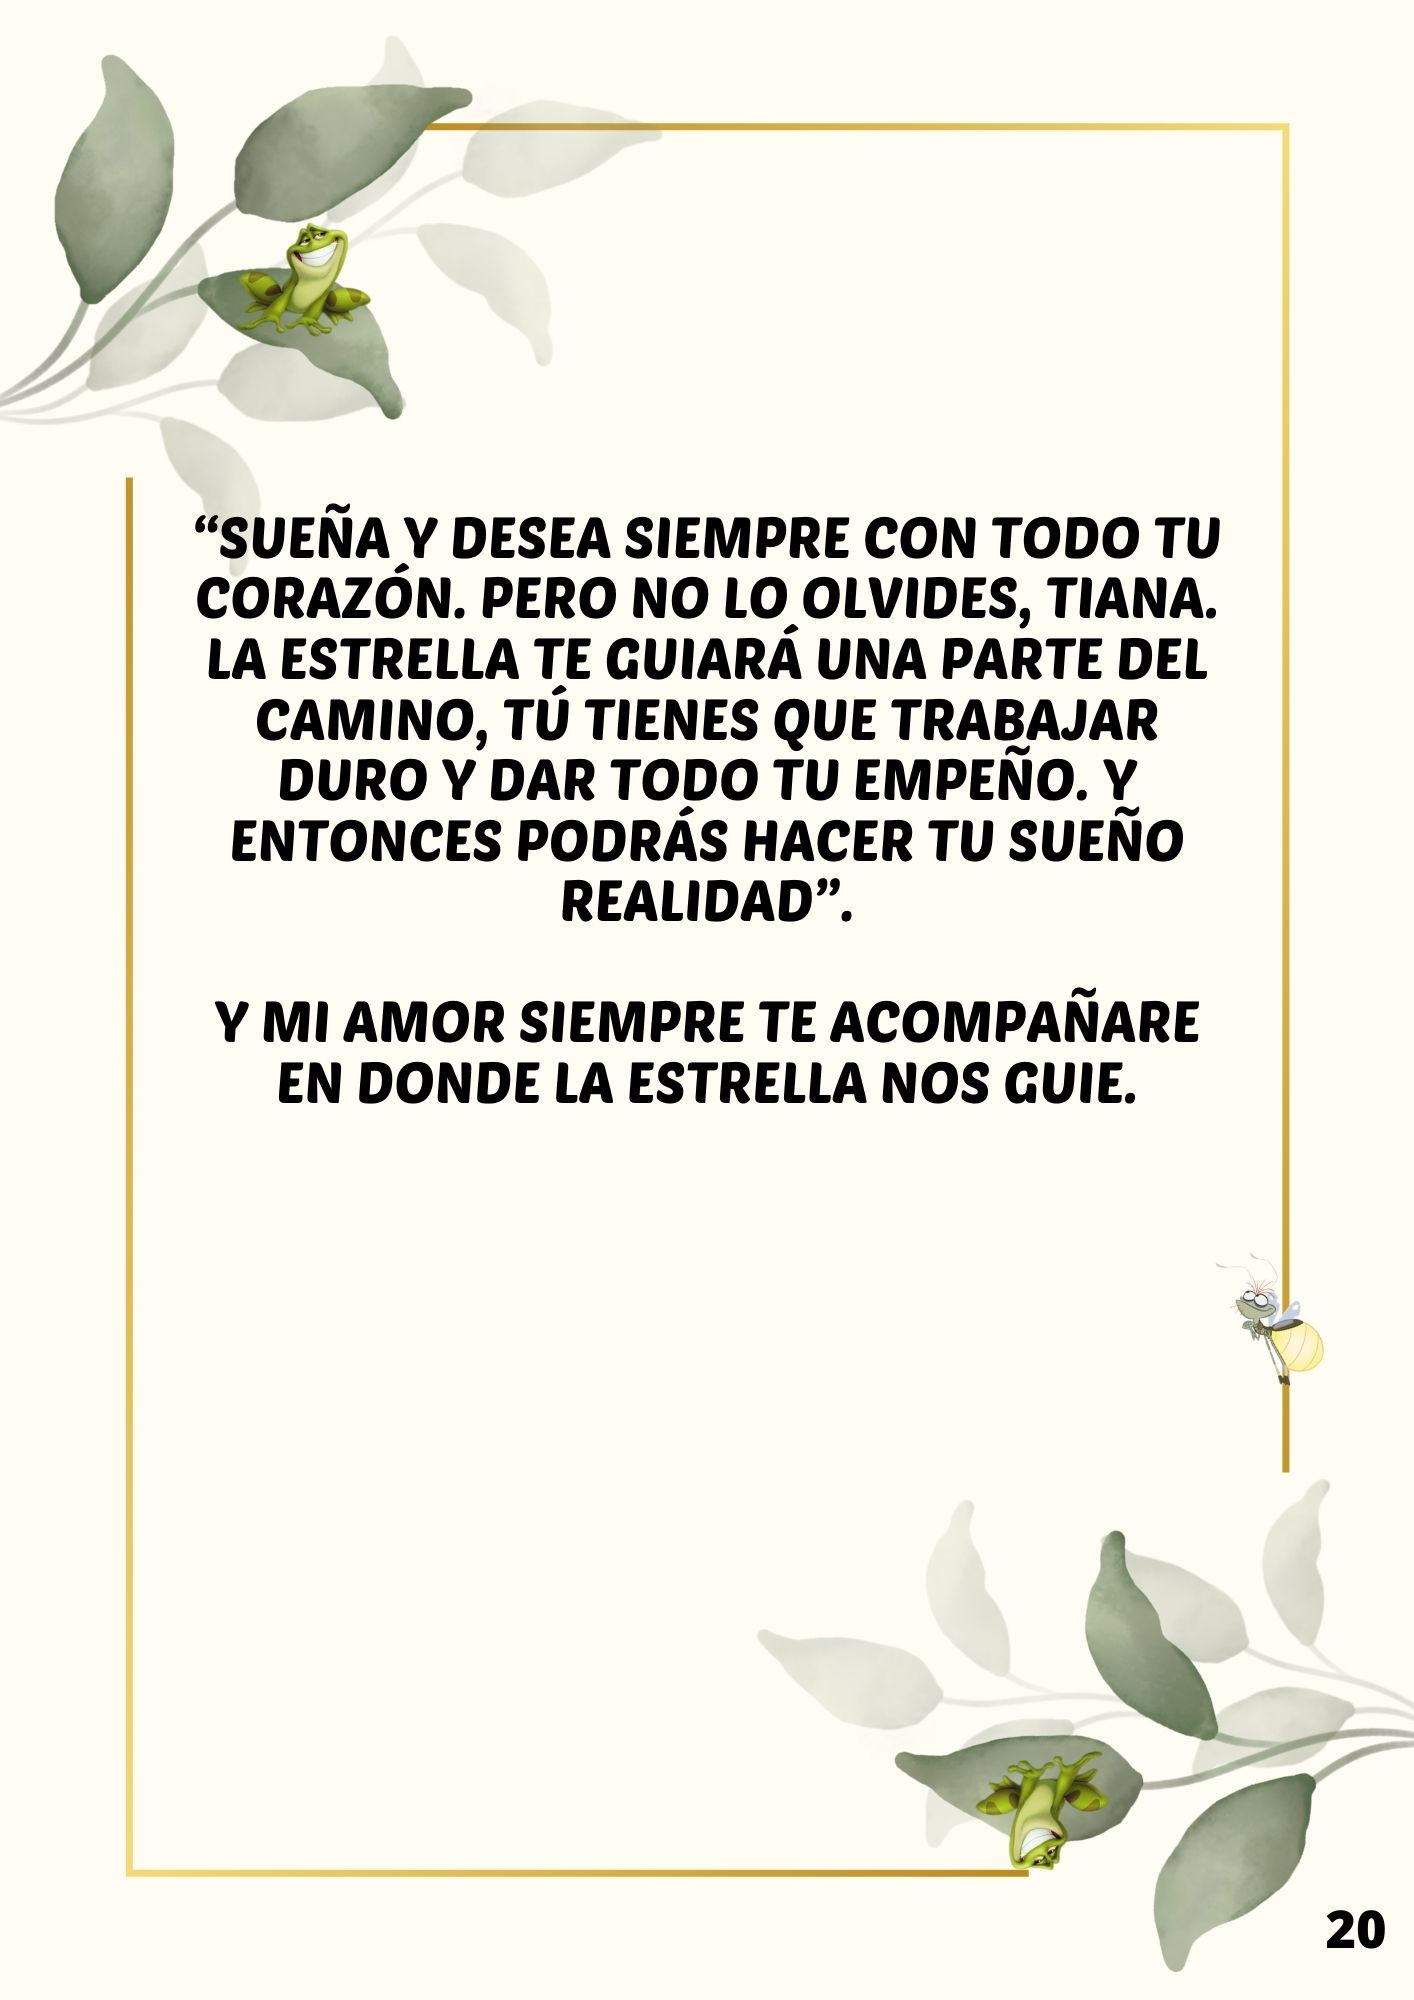 “SUEÑA Y DESEA SIEMPRE CON TODO TU
CORAZÓN. PERO NO LO OLVIDES, TIANA.
LA ESTRELLA TE GUIARÁ UNA PARTE DEL
CAMINO, TÚ TIENES QUE TRABAJAR
DURO Y DAR TODO TU EMPEÑO. Y
ENTONCES PODRÁS HACER TU SUEÑO
REALIDAD”.
Y MI AMOR SIEMPRE TE ACOMPAÑARE
EN DONDE LA ESTRELLA NOS GUIE.
20